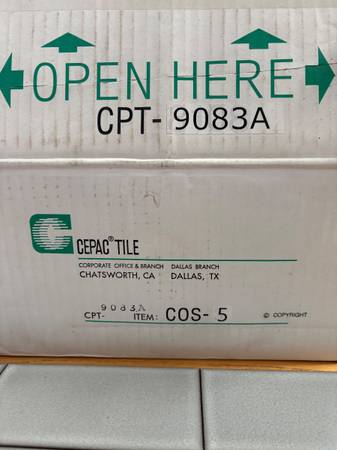 OPEN HERE
CPT- 9083A
CEPAC® TILE
CORPORATE OFFICE & BRANCH DALLAS BRANCH
CHATSWORTH, CA DALLAS, TX
CPT- 9083A ITEM: COS- 5 © COPYRIGHT